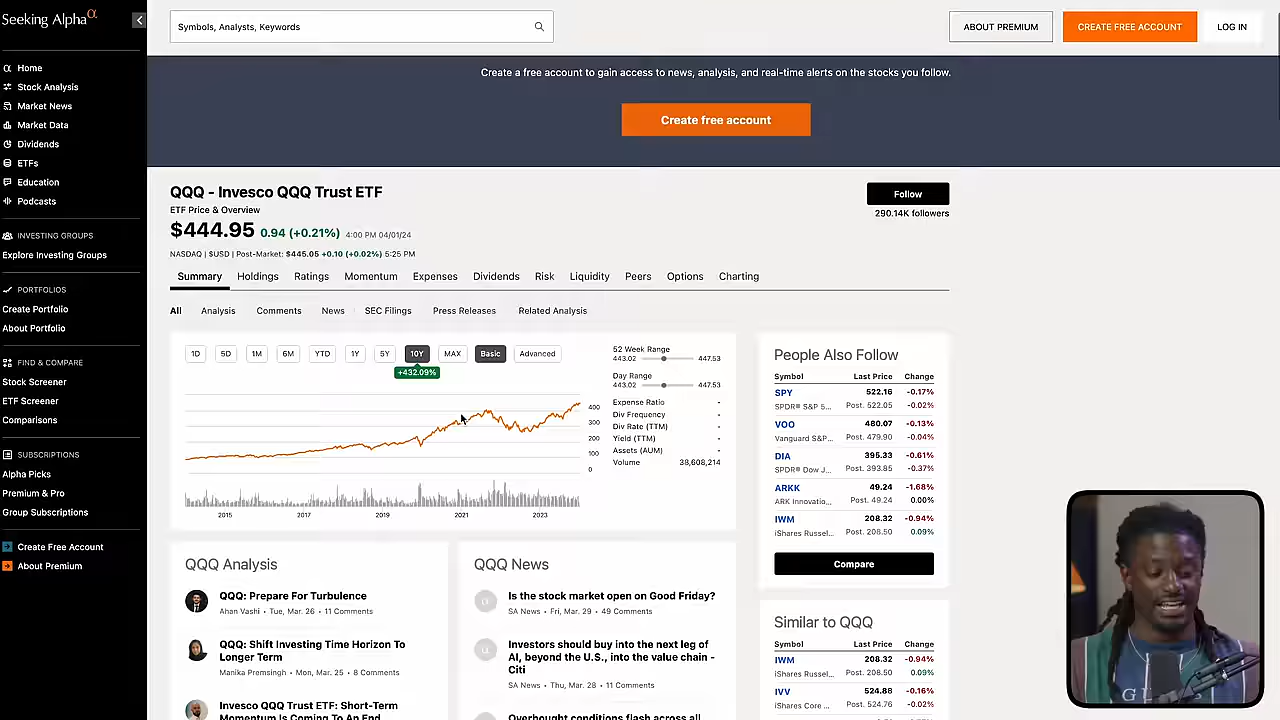 Seeking Alpha α
Symbols, Analysts, Keywords
ABOUT PREMIUM
CREATE FREE ACCOUNT
LOG IN
Home
Stock Analysis
Market News
Market Data
Dividends
ETFs
Education
Podcasts
INVESTING GROUPS
Explore Investing Groups
PORTFOLIOS
Create Portfolio
About Portfolio
FIND & COMPARE
Stock Screener
ETF Screener
Comparisons
SUBSCRIPTIONS
Alpha Picks
Premium & Pro
Group Subscriptions
Create Free Account
About Premium
Create a free account to gain access to news, analysis, and real-time alerts on the stocks you follow.
Create free account
QQQ - Invesco QQQ Trust ETF
ETF Price & Overview
$444.95 0.94 (+0.21%) 4:00 PM 04/01/24
NASDAQ | $USD | Post-Market: $445.05 +0.10 (+0.02%) 5:25 PM
Follow
290.14K followers
Summary Holdings Ratings Momentum Expenses Dividends Risk Liquidity Peers Options Charting
All Analysis Comments News SEC Filings Press Releases Related Analysis
1D 5D 1M 6M YTD 1Y 5Y 10Y MAX Basic Advanced
+432.09%
400
300
200
100
0
2015 2017 2019 2021 2023
52 Week Range
443.02 447.53
Day Range
443.02 447.53
Expense Ratio -
Div Frequency -
Div Rate (TTM) -
Yield (TTM) -
Assets (AUM) -
Volume 38,608,214
People Also Follow
Symbol Last Price Change
SPY 522.16 -0.17%
SPDR® S&P 5... Post. 522.05 -0.02%
VOO 480.07 -0.13%
Vanguard S&P... Post. 479.90 -0.04%
DIA 395.33 -0.61%
SPDR® Dow J... Post. 393.85 -0.37%
ARKK 49.24 -1.68%
ARK Innovatio... Post. 49.24 0.00%
IWM 208.32 -0.94%
iShares Russel... Post. 208.50 0.09%
Compare
QQQ Analysis
QQQ: Prepare For Turbulence
Ahan Vashi • Tue, Mar. 26 • 11 Comments
QQQ: Shift Investing Time Horizon To
Longer Term
Manika Premsingh • Mon, Mar. 25 • 8 Comments
Invesco QQQ Trust ETF: Short-Term
Momentum Is Coming To An End
QQQ News
Is the stock market open on Good Friday?
SA News • Fri, Mar. 29 • 49 Comments
Investors should buy into the next leg of
AI, beyond the U.S., into the value chain -
Citi
SA News • Thu, Mar. 28 • 11 Comments
Overbought conditions flash across all
Similar to QQQ
Symbol Last Price Change
IWM 208.32 -0.94%
iShares Russel... Post. 208.50 0.09%
IVV 524.88 -0.16%
iShares Core ... Post. 524.76 -0.02%